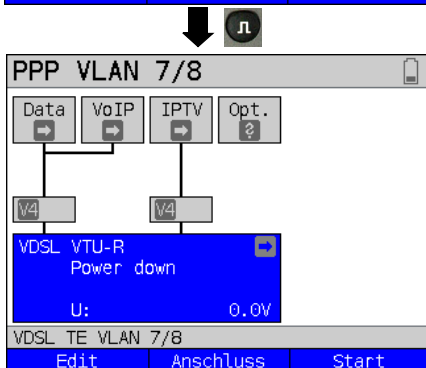 PPP VLAN 7/8
Data VoIP IPTV Opt.
?
V4 V4
VDSL VTU-R
Power down
U: 0.0V
VDSL TE VLAN 7/8
Edit Anschluss Start